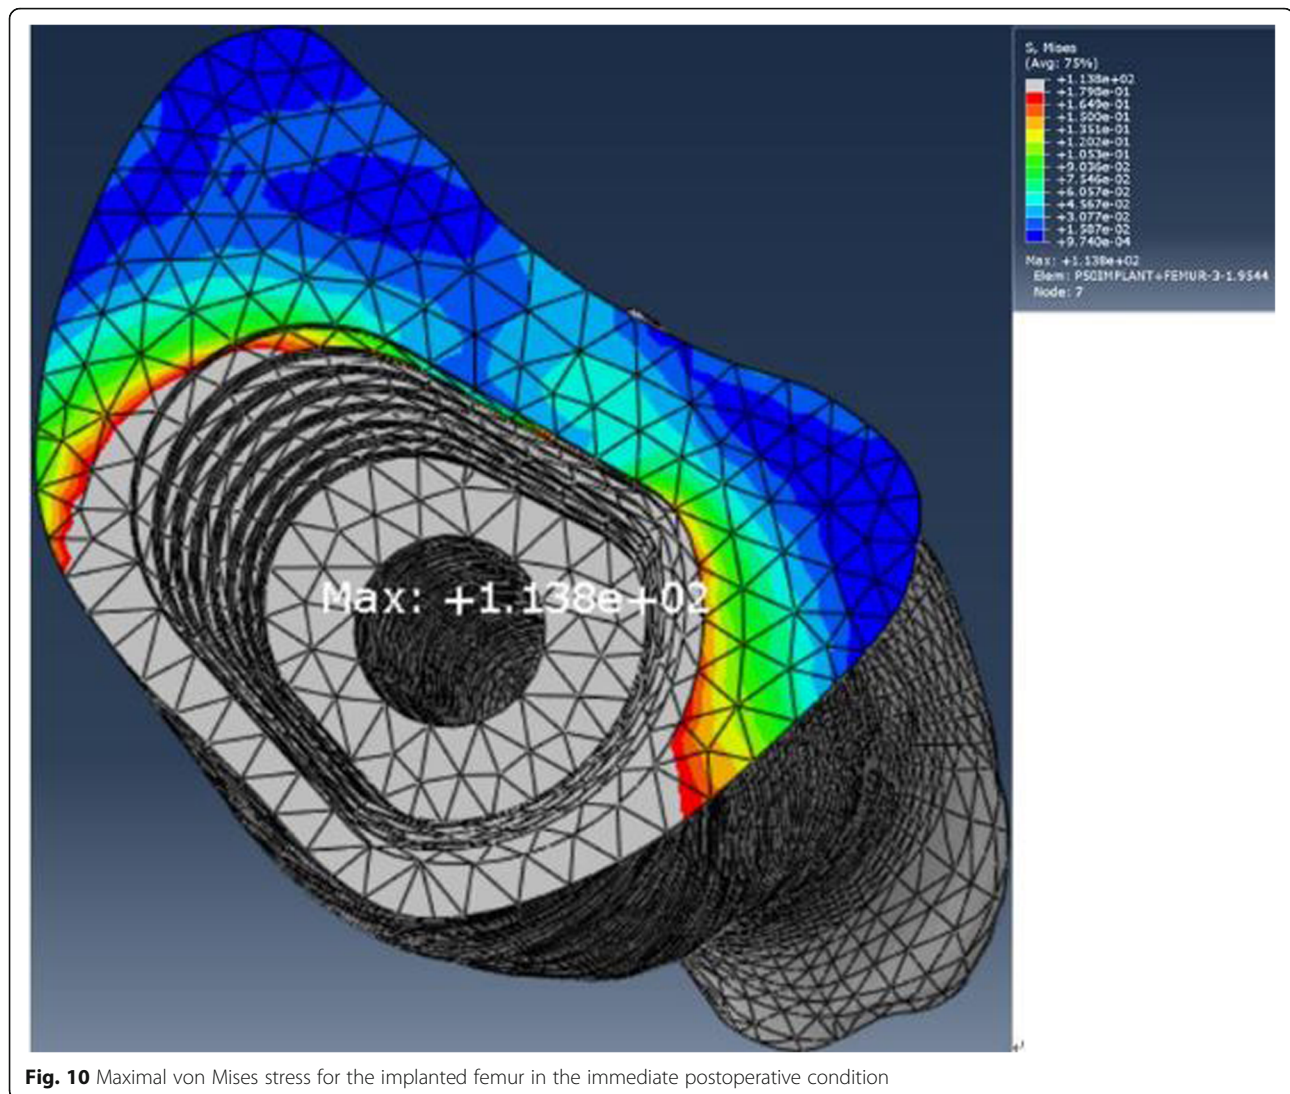 S, Mises
(Avg: 75%)
+1.138e+02
+1.798e-01
+1.649e-01
+1.500e-01
+1.351e-01
+1.202e-01
+1.053e-01
+9.036e-02
+7.546e-02
+6.057e-02
+4.567e-02
+3.077e-02
+1.587e-02
+9.740e-04
Max: +1.138e+02
Elem: PSOIMPLANT+FEMUR-3-1.9544
Node: 7
Max: +1.138e+02
Fig. 10 Maximal von Mises stress for the implanted femur in the immediate postoperative condition